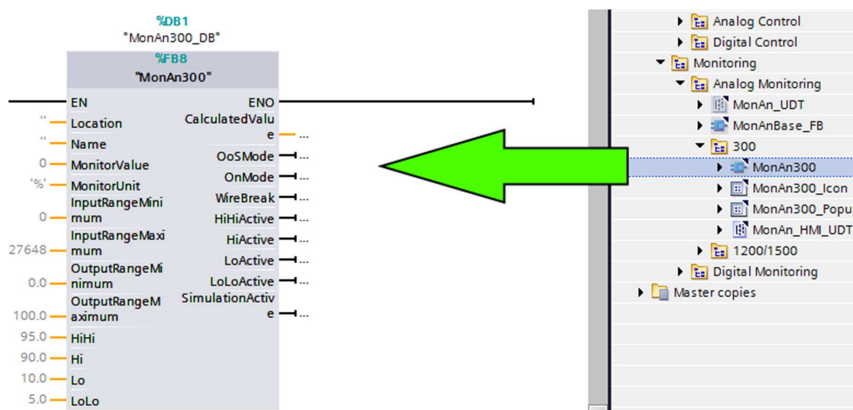 %DB1
"MonAn300_DB"
%FB8
"MonAn300"
EN
ENO
'' Location
CalculatedValu
e ...
'' Name
OoSMode ...
0 MonitorValue
OnMode ...
'%' MonitorUnit
WireBreak ...
InputRangeMini
0 mum
HiHiActive ...
InputRangeMaxi
27648 mum
HiActive ...
LoActive ...
OutputRangeMi
0.0 nimum
LoLoActive ...
OutputRangeM
100.0 aximum
SimulationActiv
e ...
95.0 HiHi
90.0 Hi
10.0 Lo
5.0 LoLo
Analog Control
Digital Control
Monitoring
Analog Monitoring
MonAn_UDT
MonAnBase_FB
300
MonAn300
MonAn300_Icon
MonAn300_Popu
MonAn_HMI_UDT
1200/1500
Digital Monitoring
Master copies